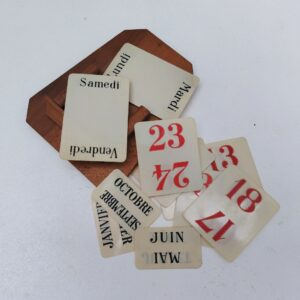 Samedi
Vendredi
Lundi
Mardi
23
24
13
18
17
OCTOBRE
SEPTEMBRE
JANVIER
JUIN
MAI